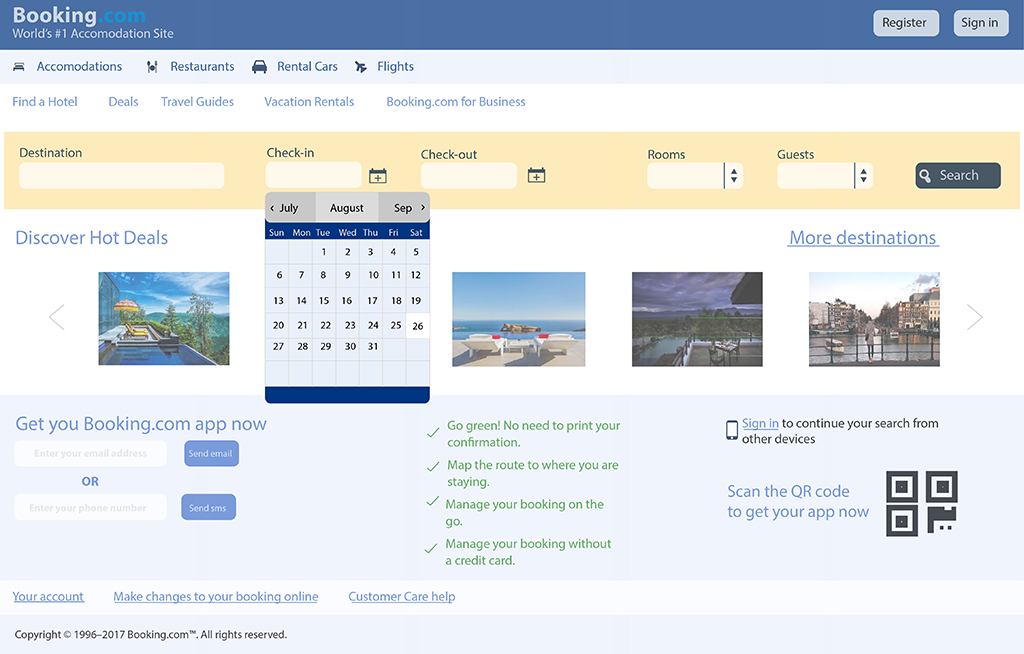 Booking.com
World's #1 Accomodation Site
Register
Sign in
Accomodations
Restaurants
Rental Cars
Flights
Find a Hotel
Deals
Travel Guides
Vacation Rentals
Booking.com for Business
Destination
Check-in
Check-out
Rooms
Guests
Search
‹ July August Sep ›
Sun Mon Tue Wed Thu Fri Sat
1 2 3 4 5
6 7 8 9 10 11 12
13 14 15 16 17 18 19
20 21 22 23 24 25 26
27 28 29 30 31
Discover Hot Deals
More destinations
Get you Booking.com app now
Enter your email address
Send email
OR
Enter your phone number
Send sms
Go green! No need to print your
confirmation.
Map the route to where you are
staying.
Manage your booking on the
go.
Manage your booking without
a credit card.
Sign in to continue your search from
other devices
Scan the QR code
to get your app now
Your account
Make changes to your booking online
Customer Care help
Copyright © 1996–2017 Booking.com™. All rights reserved.